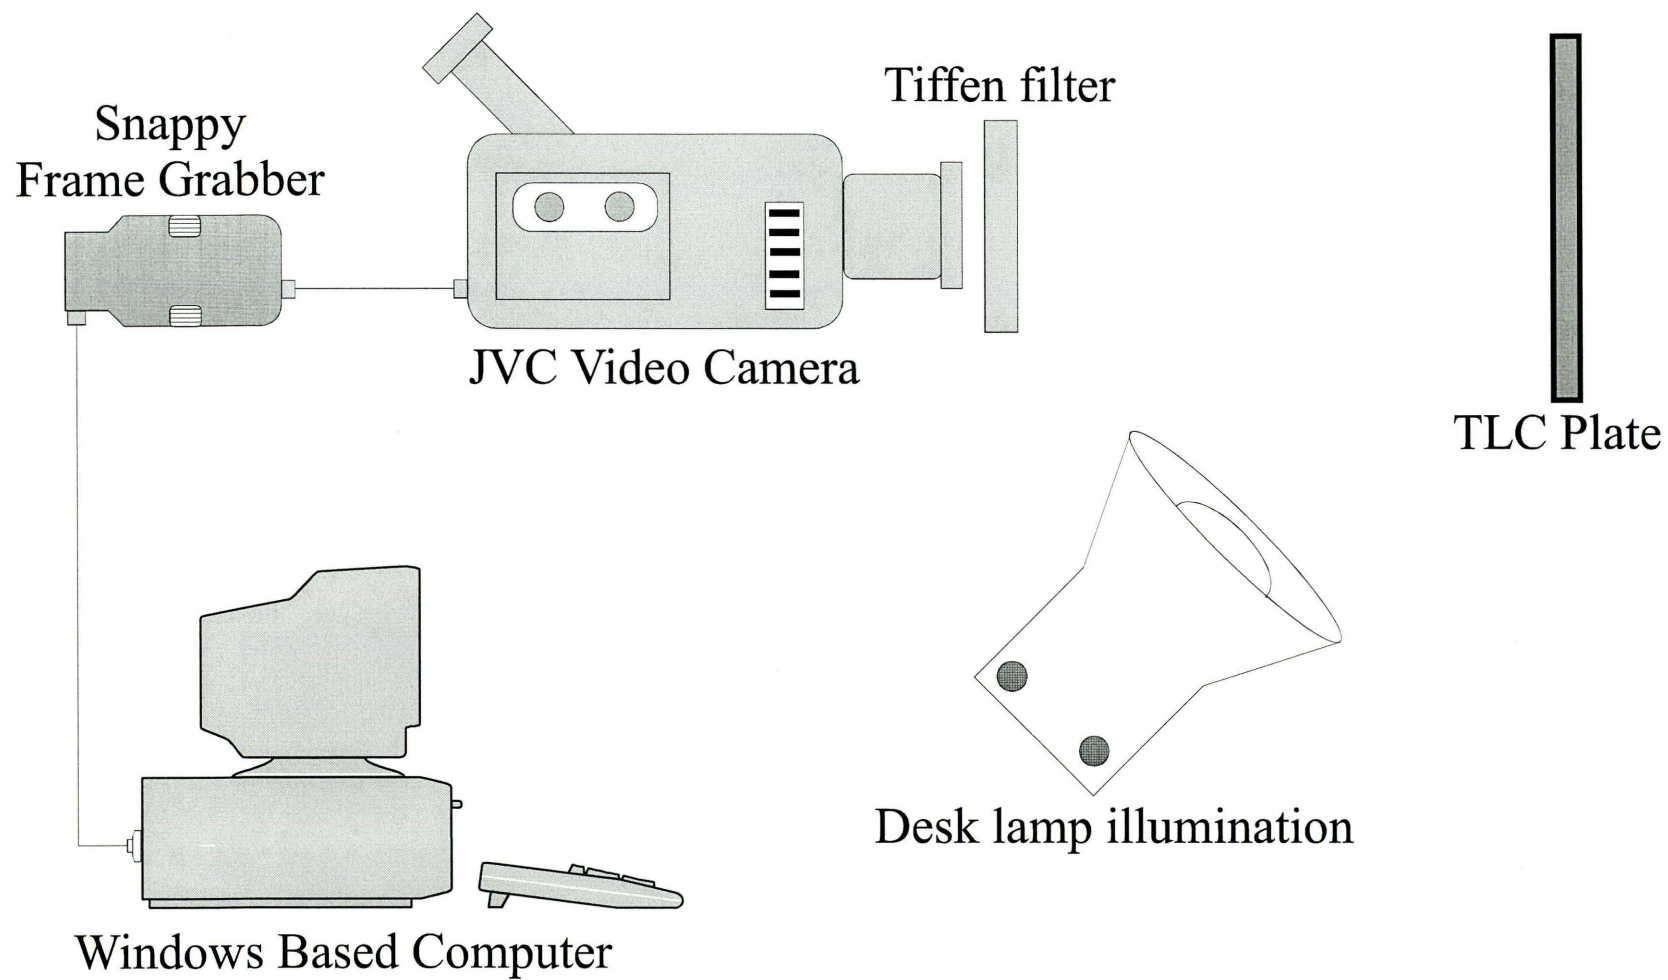 Tiffen filter
Snappy
Frame Grabber
JVC Video Camera
TLC Plate
Desk lamp illumination
Windows Based Computer